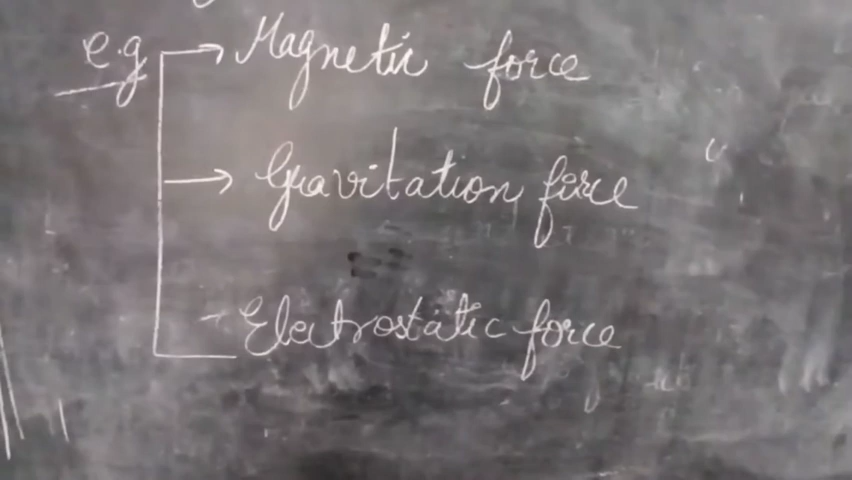 e.g → Magnetic force
→ Gravitation force
- Electrostatic force